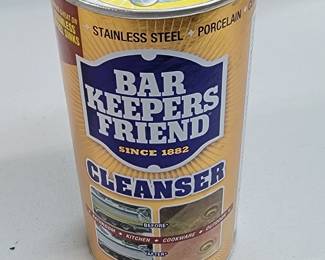 • STAINLESS STEEL • PORCELAIN •
BAR
KEEPERS
FRIEND
SINCE 1882
CLEANSER
BEFORE*
KITCHEN • COOKWARE •
AFTER*